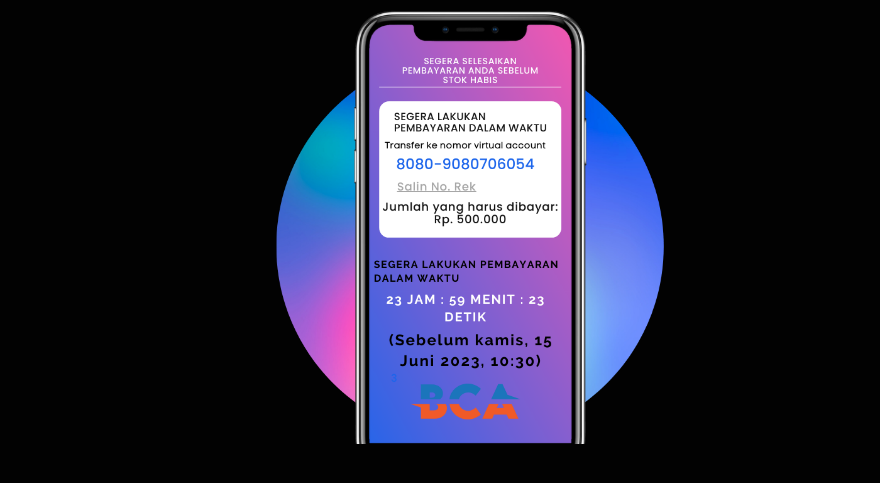 SEGERA SELESAIKAN
PEMBAYARAN ANDA SEBELUM
STOK HABIS
SEGERA LAKUKAN
PEMBAYARAN DALAM WAKTU
Transfer ke nomor virtual account
8080-9080706054
Salin No. Rek
Jumlah yang harus dibayar:
Rp. 500.000
SEGERA LAKUKAN PEMBAYARAN
DALAM WAKTU
23 JAM : 59 MENIT : 23
DETIK
(Sebelum kamis, 15
Juni 2023, 10:30)
BCA